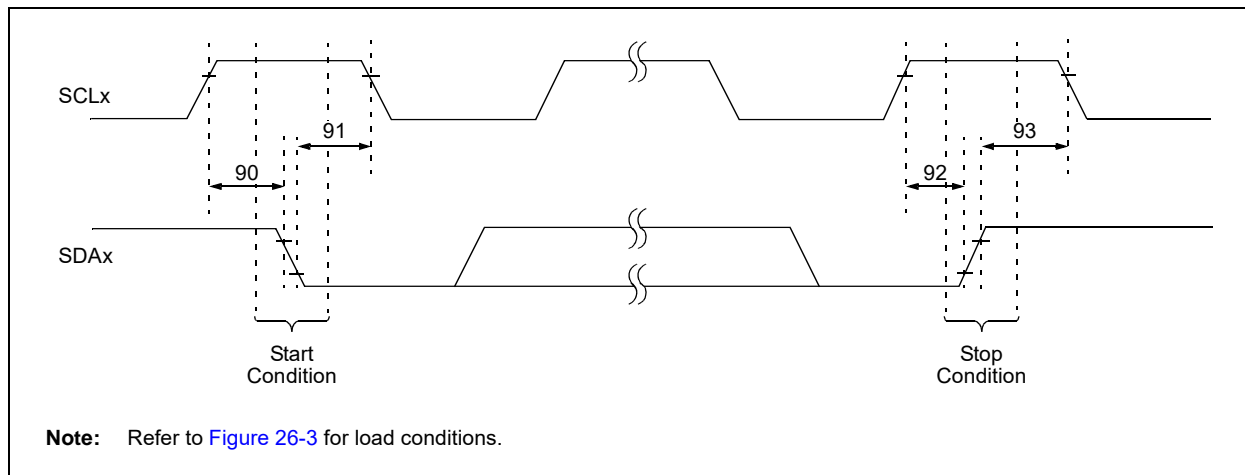 SCLx
91
93
90
92
SDAx
Start
Condition
Stop
Condition
Note: Refer to Figure 26-3 for load conditions.